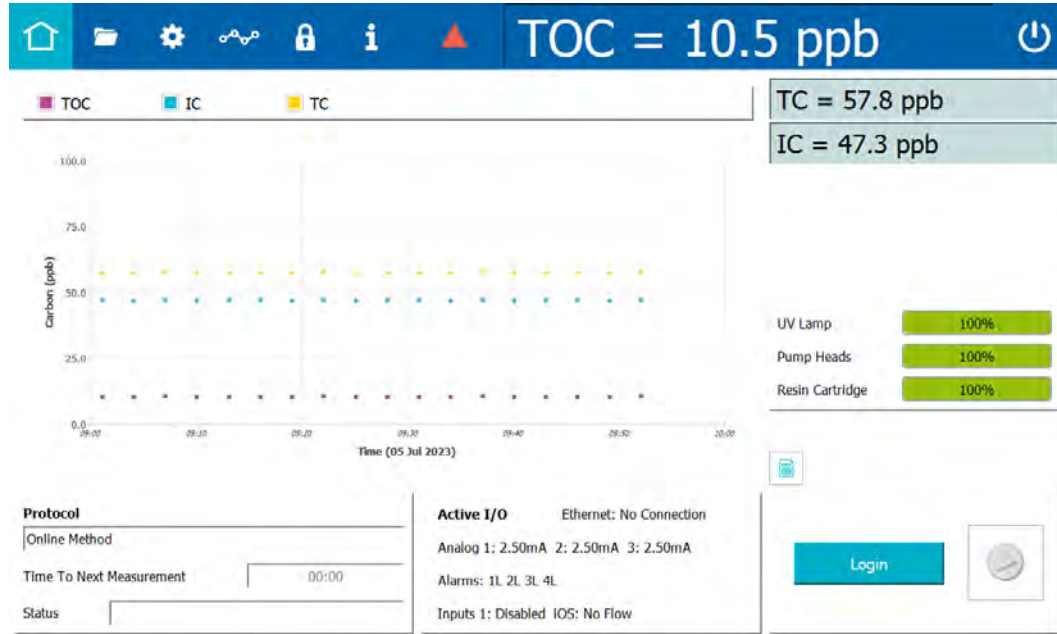 TOC = 10.5 ppb
TOC IC TC
TC = 57.8 ppb
IC = 47.3 ppb
100.0
75.0
50.0
25.0
0.0
Carbon (ppb)
09:00 09:10 09:20 09:30 09:40 09:50 10:00
Time (05 Jul 2023)
UV Lamp 100%
Pump Heads 100%
Resin Cartridge 100%
Protocol
Online Method
Time To Next Measurement 00:00
Status
Active I/O Ethernet: No Connection
Analog 1: 2.50mA 2: 2.50mA 3: 2.50mA
Alarms: 1L 2L 3L 4L
Inputs 1: Disabled iOS: No Flow
Login